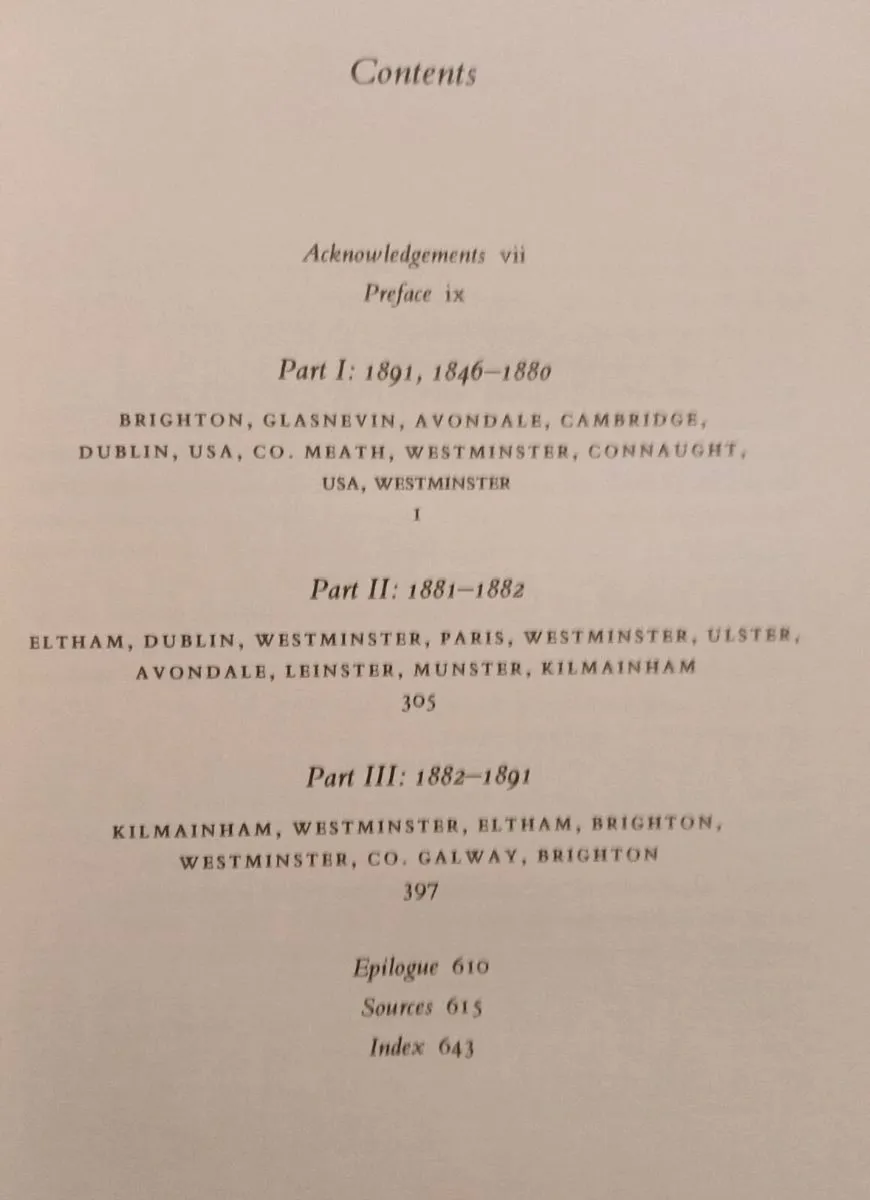 Contents
Acknowledgements vii
Preface ix
Part I: 1891, 1846–1880
BRIGHTON, GLASNEVIN, AVONDALE, CAMBRIDGE,
DUBLIN, USA, CO. MEATH, WESTMINSTER, CONNAUGHT,
USA, WESTMINSTER
1
Part II: 1881–1882
ELTHAM, DUBLIN, WESTMINSTER, PARIS, WESTMINSTER, ULSTER,
AVONDALE, LEINSTER, MUNSTER, KILMAINHAM
305
Part III: 1882–1891
KILMAINHAM, WESTMINSTER, ELTHAM, BRIGHTON,
WESTMINSTER, CO. GALWAY, BRIGHTON
397
Epilogue 610
Sources 615
Index 643